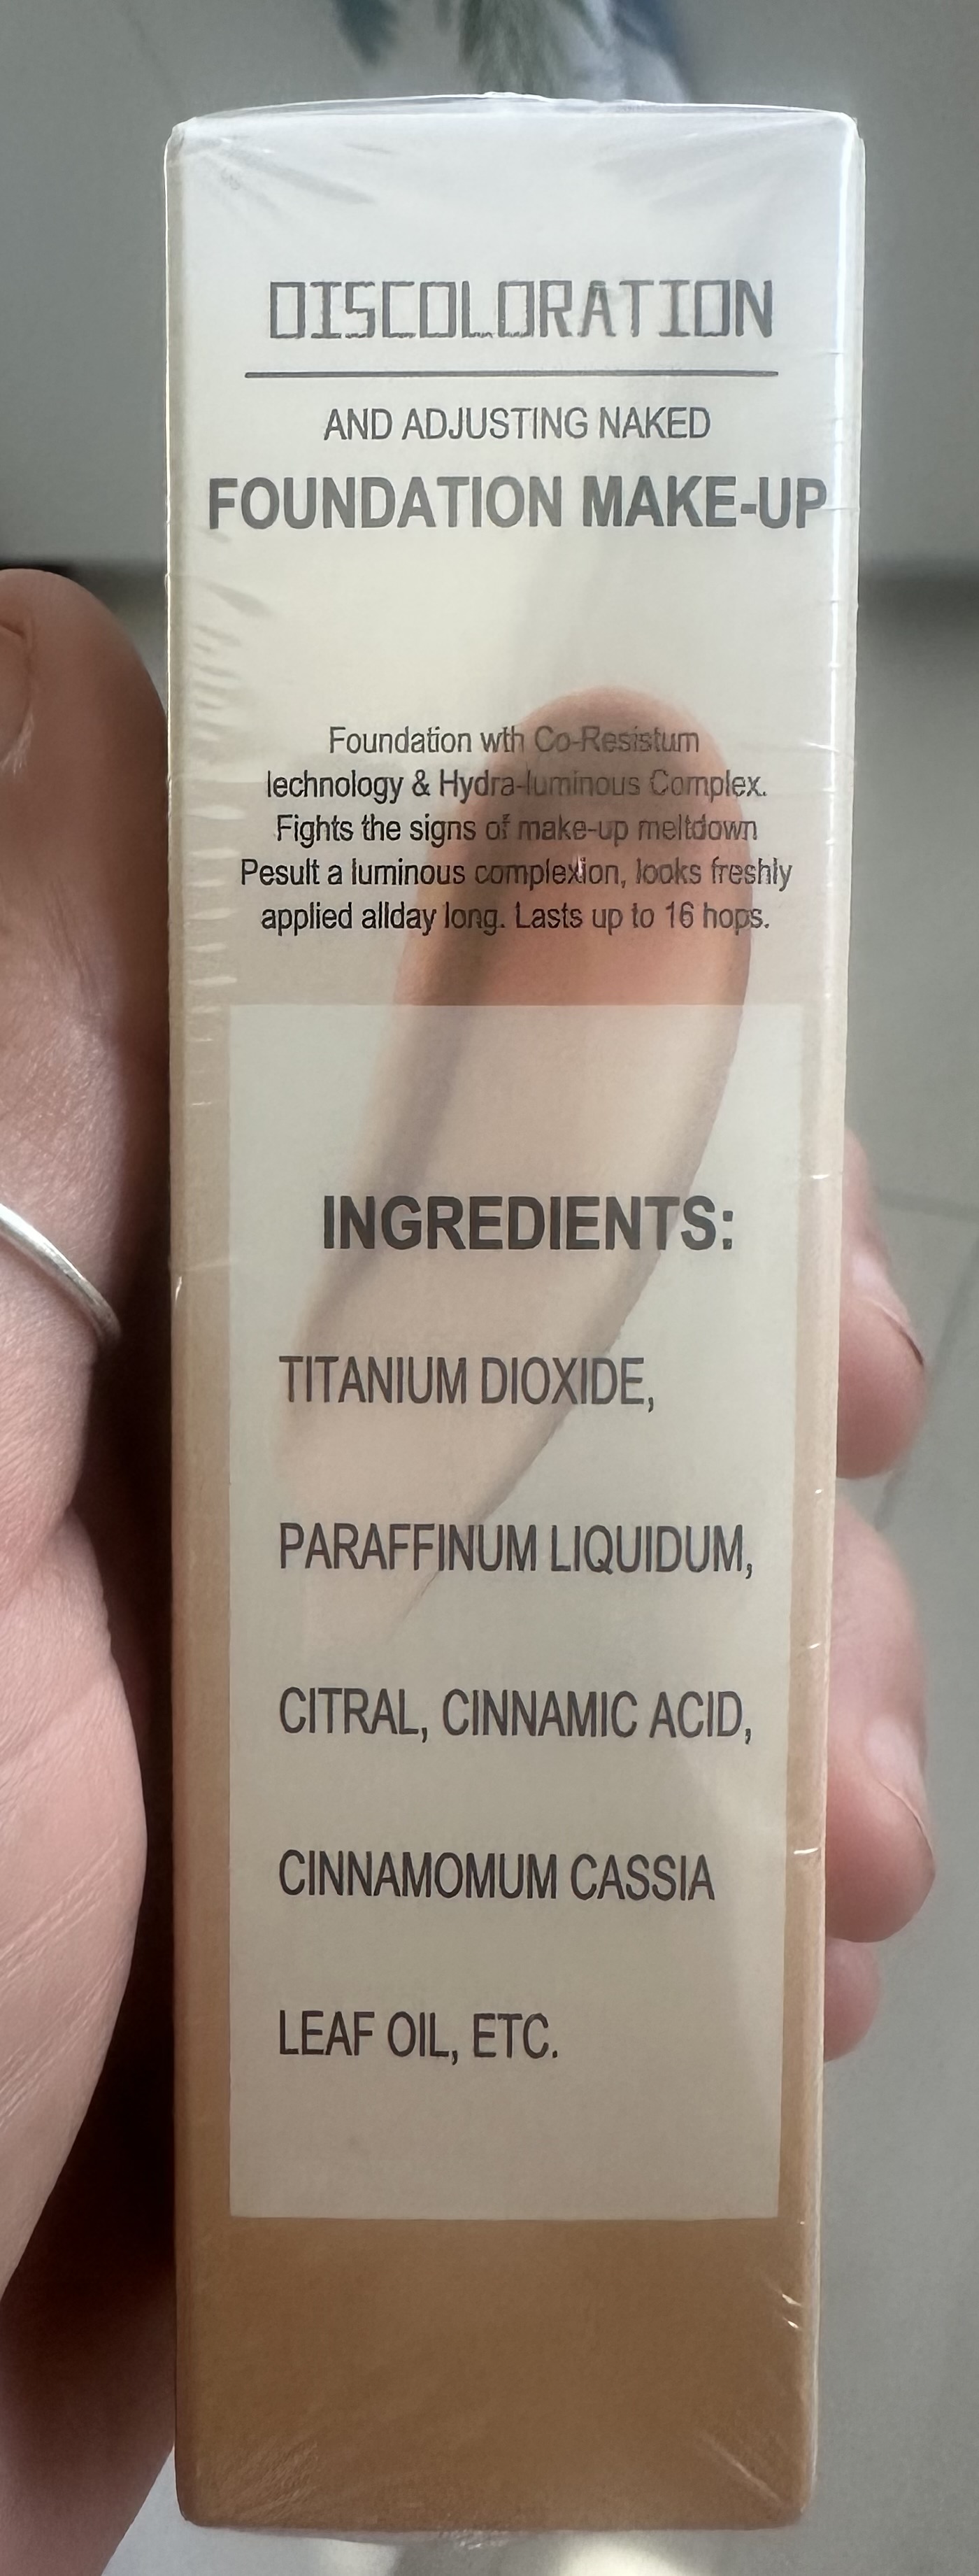 DISCOLORATION
AND ADJUSTING NAKED
FOUNDATION MAKE-UP
Foundation wth Co-Resistum
lechnology & Hydra-luminous Complex.
Fights the signs of make-up meltdown
Pesult a luminous complexion, looks freshly
applied allday long. Lasts up to 16 hops.
INGREDIENTS:
TITANIUM DIOXIDE,
PARAFFINUM LIQUIDUM,
CITRAL, CINNAMIC ACID,
CINNAMOMUM CASSIA
LEAF OIL, ETC.